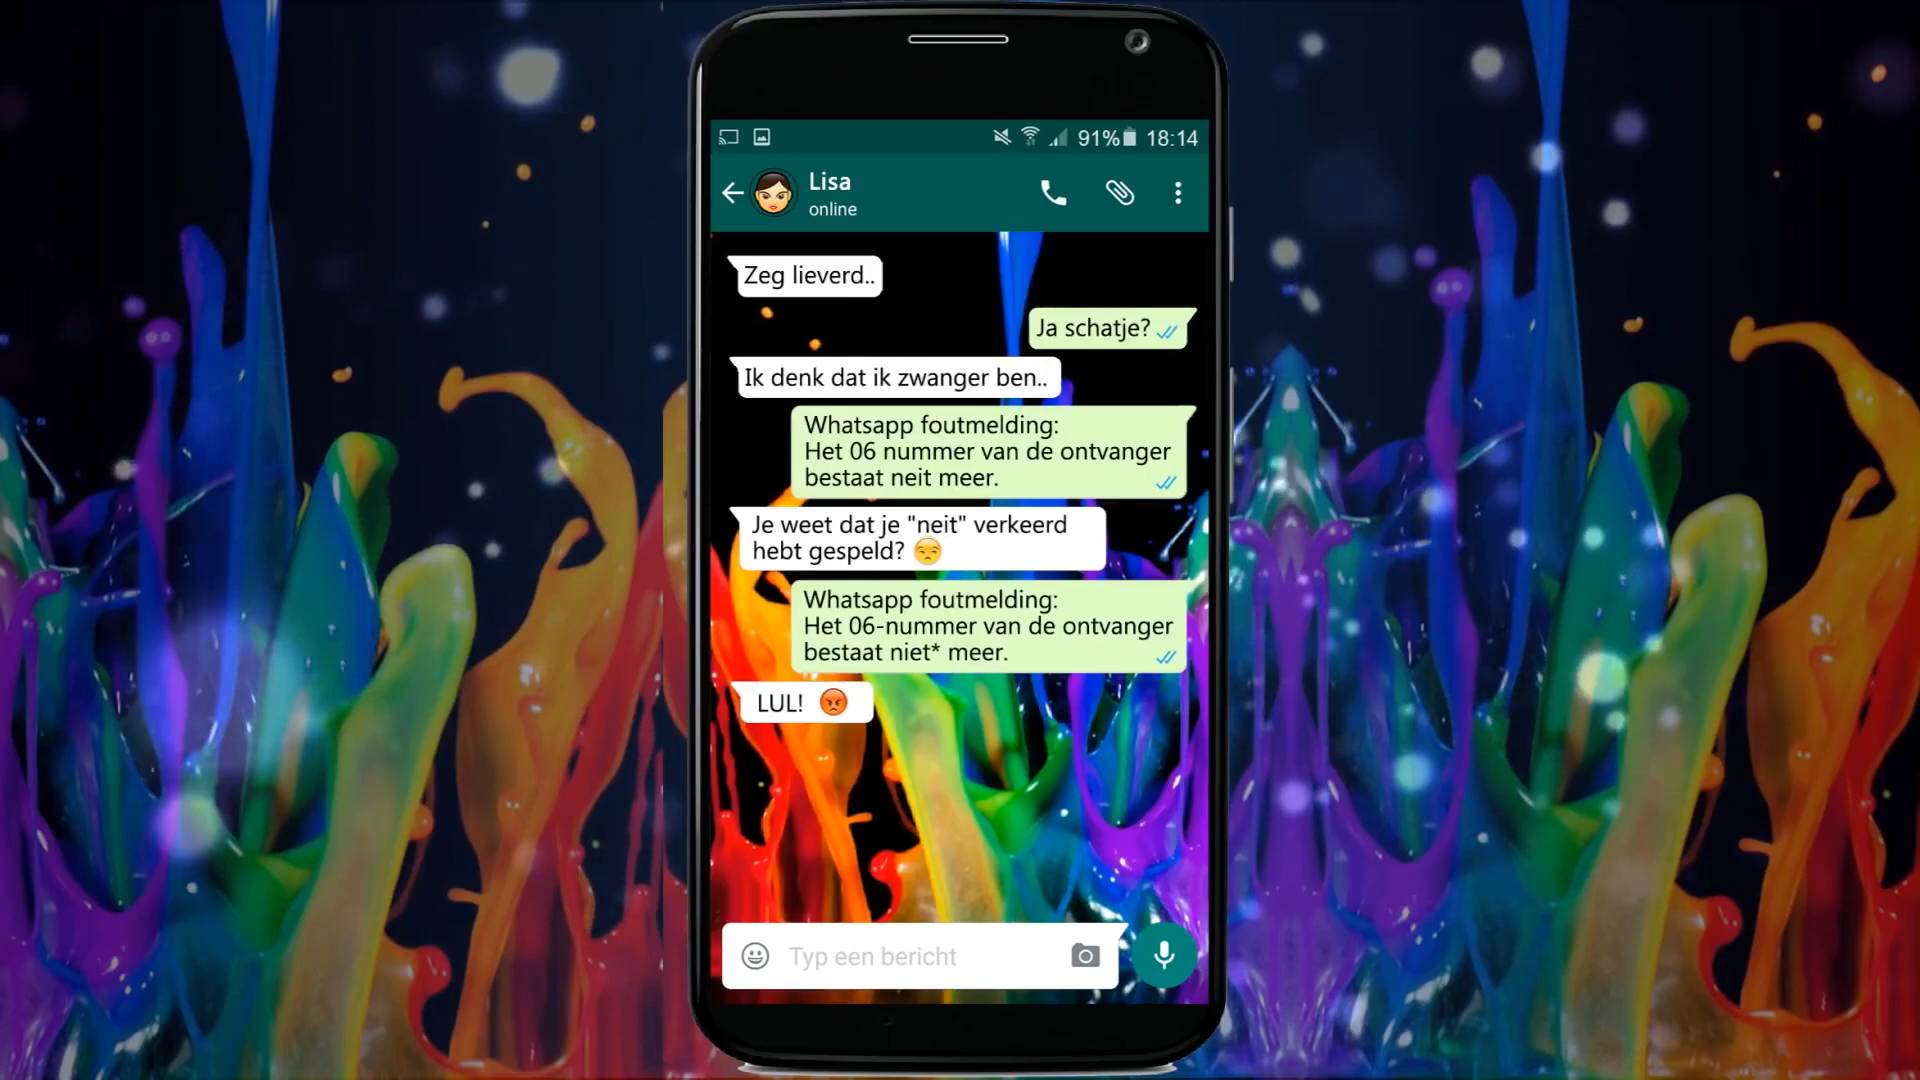 91% 18:14
Lisa
online
Zeg lieverd..
Ja schatje?
Ik denk dat ik zwanger ben..
Whatsapp foutmelding:
Het 06 nummer van de ontvanger
bestaat neit meer.
Je weet dat je "neit" verkeerd
hebt gespeld?
Whatsapp foutmelding:
Het 06-nummer van de ontvanger
bestaat niet* meer.
LUL!
Typ een bericht